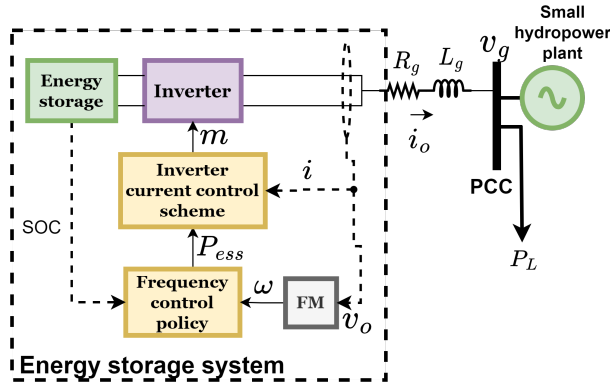 Small
hydropower
plant
Energy
storage
Inverter
R_g
L_g
v_g
i_o
m
PCC
Inverter
current control
scheme
i
SOC
P_ess
P_L
Frequency
control
policy
ω
FM
v_o
Energy storage system